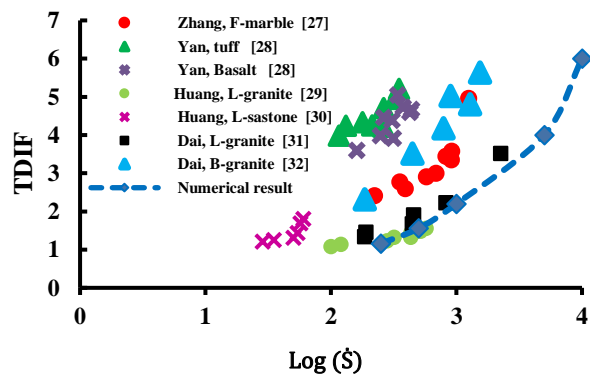 7
6
5
4
3
2
1
0
TDIF
Zhang, F-marble [27]
Yan, tuff [28]
Yan, Basalt [28]
Huang, L-granite [29]
Huang, L-sastone [30]
Dai, L-granite [31]
Dai, B-granite [32]
Numerical result
0 1 2 3 4
Log (Ṡ)